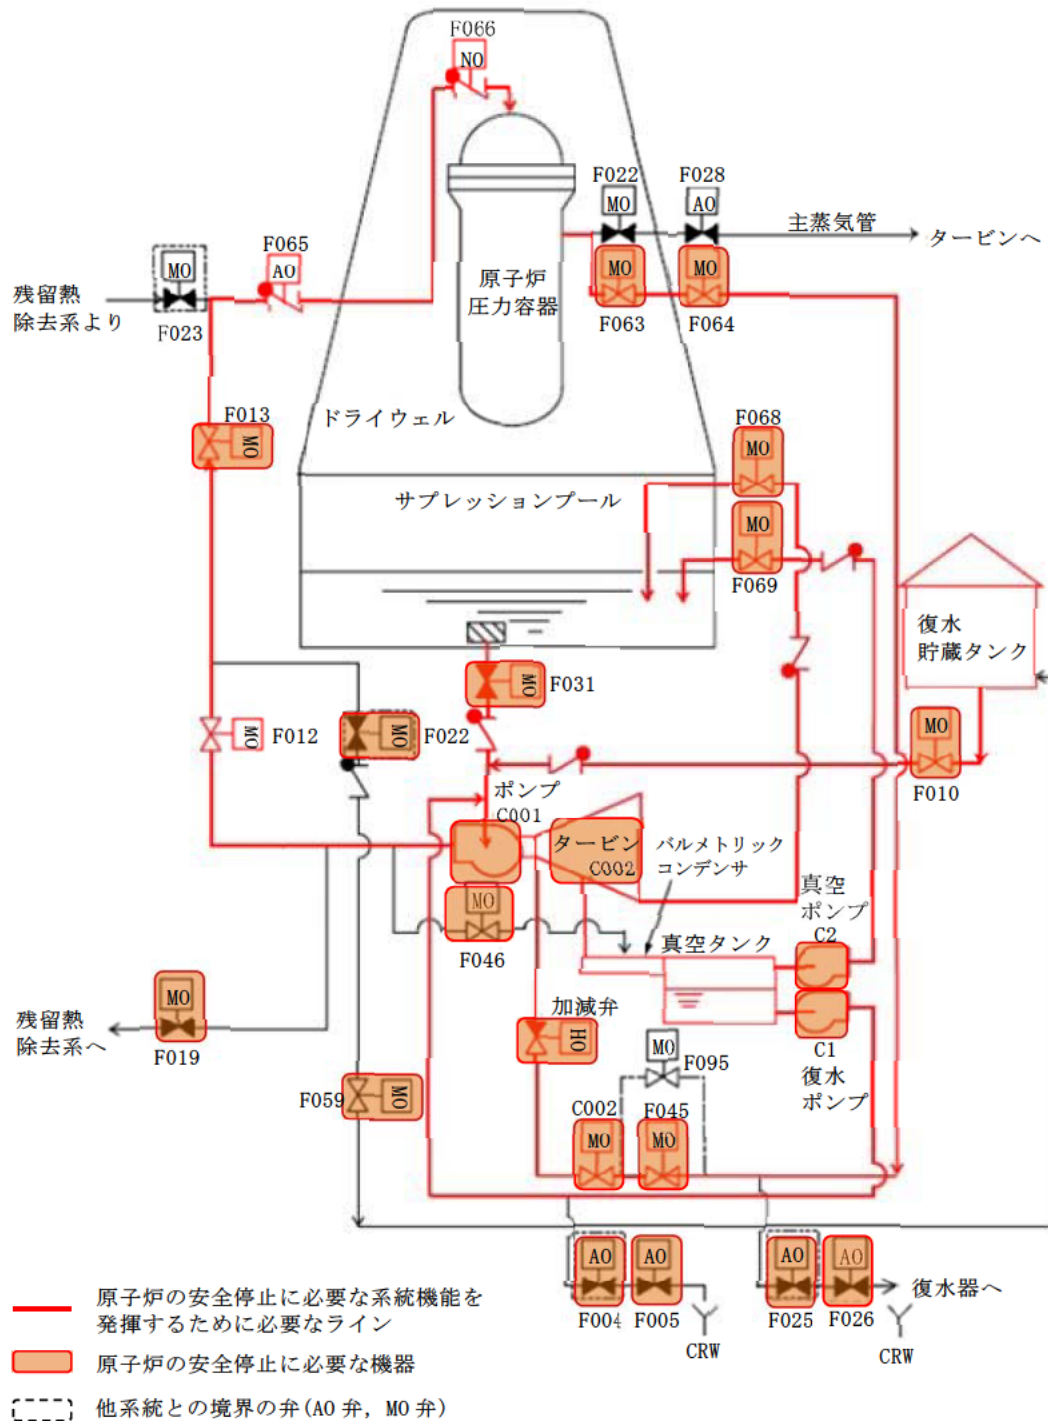 F066
NO
F022
F028
MO
AO
主蒸気管
タービンへ
F065
AO
MO
MO
MO
原子炉
圧力容器
残留熱
除去系より
F023
F063
F064
ドライウェル
F013
MO
F068
MO
サプレッションプール
MO
F069
復水
貯蔵タンク
MO
F031
MO
F012
MO
F022
MO
F010
ポンプ
C001
タービン
C002
バルメトリック
コンデンサ
真空
ポンプ
C2
MO
F046
真空タンク
MO
残留熱
除去系へ
F019
加減弁
HO
MO
F095
C1
復水
ポンプ
F059
MO
C002
F045
MO
MO
AO
AO
AO
AO
復水器へ
F004
F005
F025
F026
CRW
CRW
原子炉の安全停止に必要な系統機能を
発揮するために必要なライン
原子炉の安全停止に必要な機器
他系統との境界の弁(AO 弁, MO 弁)